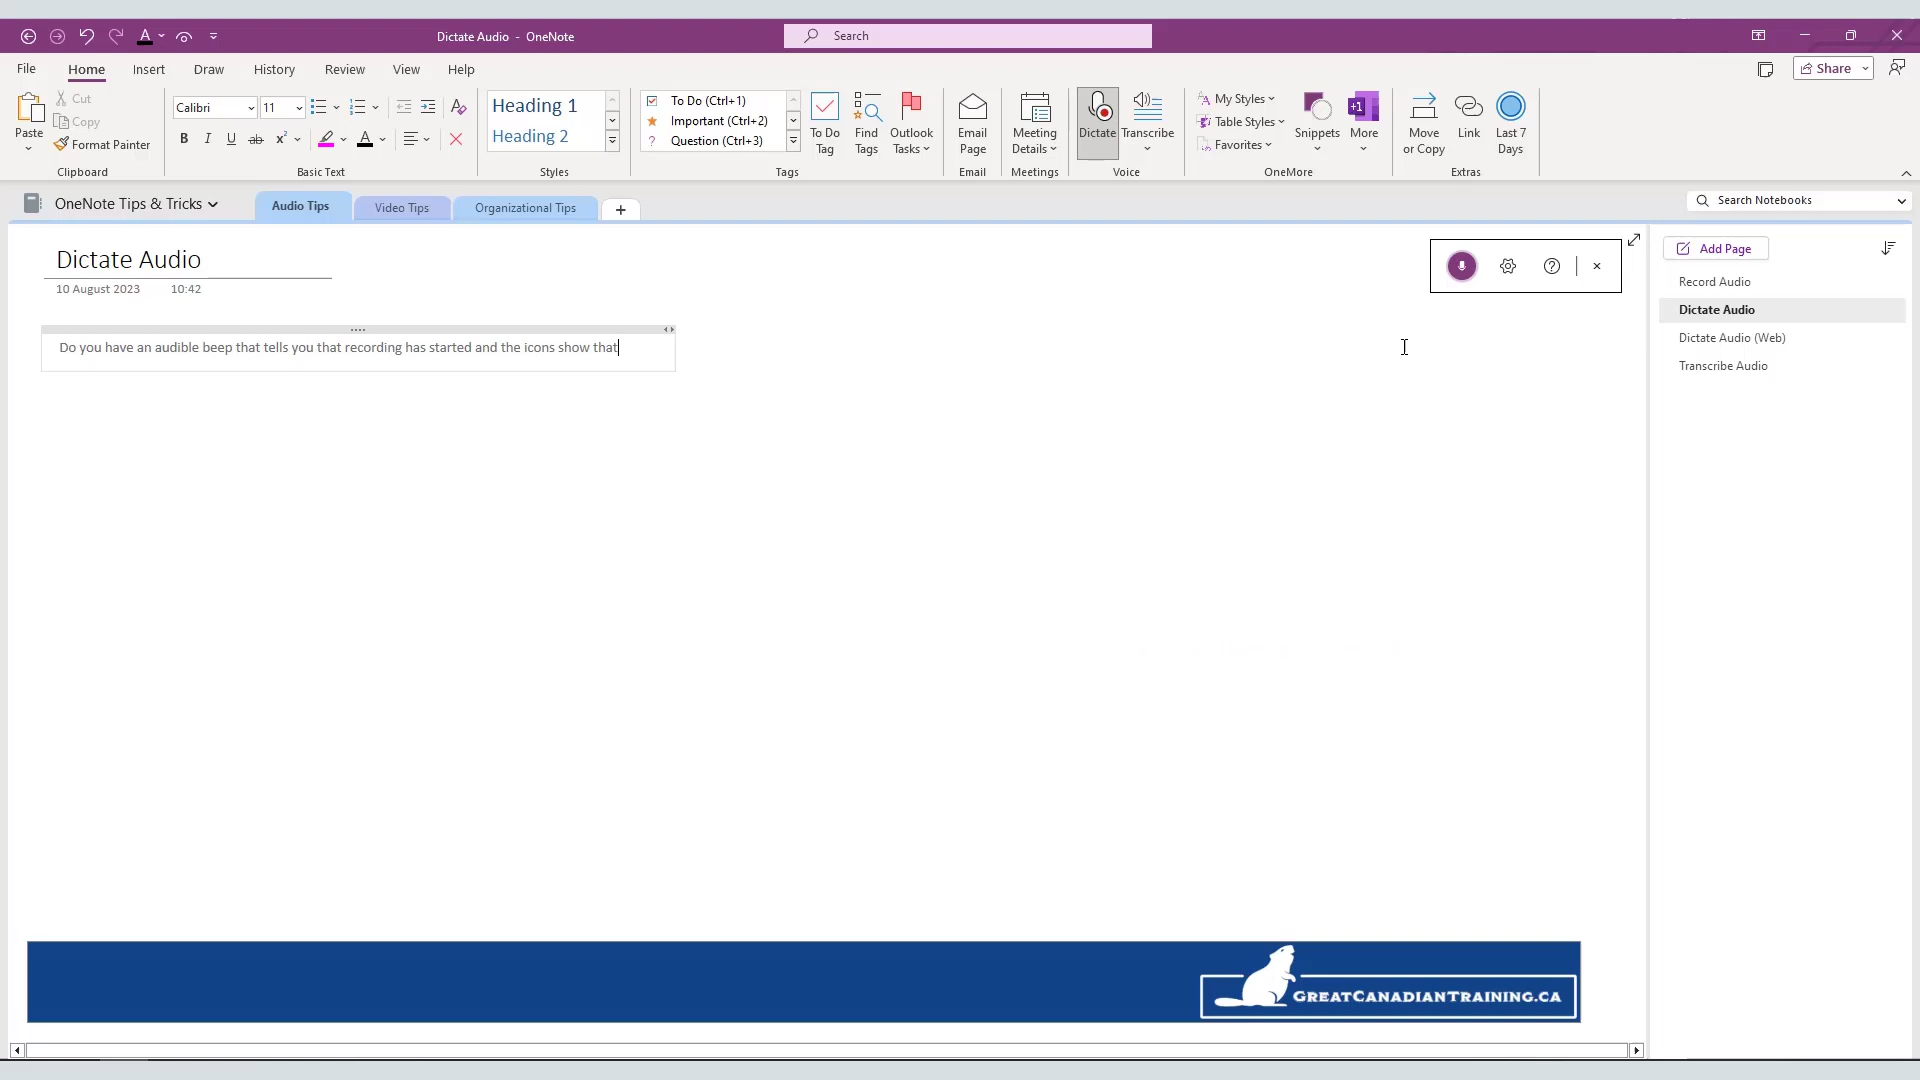 Dictate Audio - OneNote
Search
File Home Insert Draw History Review View Help
Share
Paste
Cut
Copy
Format Painter
Clipboard
Calibri 11
Basic Text
Heading 1
Heading 2
Styles
To Do (Ctrl+1)
Important (Ctrl+2)
Question (Ctrl+3)
To Do
Tag
Find
Tags
Outlook
Tasks
Tags
Email
Page
Email
Meeting
Details
Meetings
Dictate
Transcribe
Voice
My Styles
Table Styles
Favorites
Snippets
+1
More
OneMore
Move
or Copy
Link
Last 7
Days
Extras
OneNote Tips & Tricks
Audio Tips
Video Tips
Organizational Tips
Search Notebooks
Dictate Audio
10 August 2023 10:42
Do you have an audible beep that tells you that recording has started and the icons show that
Add Page
Record Audio
Dictate Audio
Dictate Audio (Web)
Transcribe Audio
GREATCANADIANTRAINING.CA